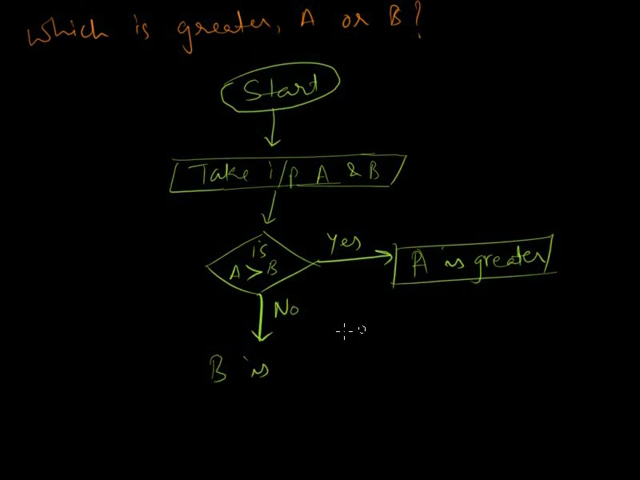 Which is greater, A or B?
Start
Take i/p A & B
is
A > B
Yes
A is greater
No
B is